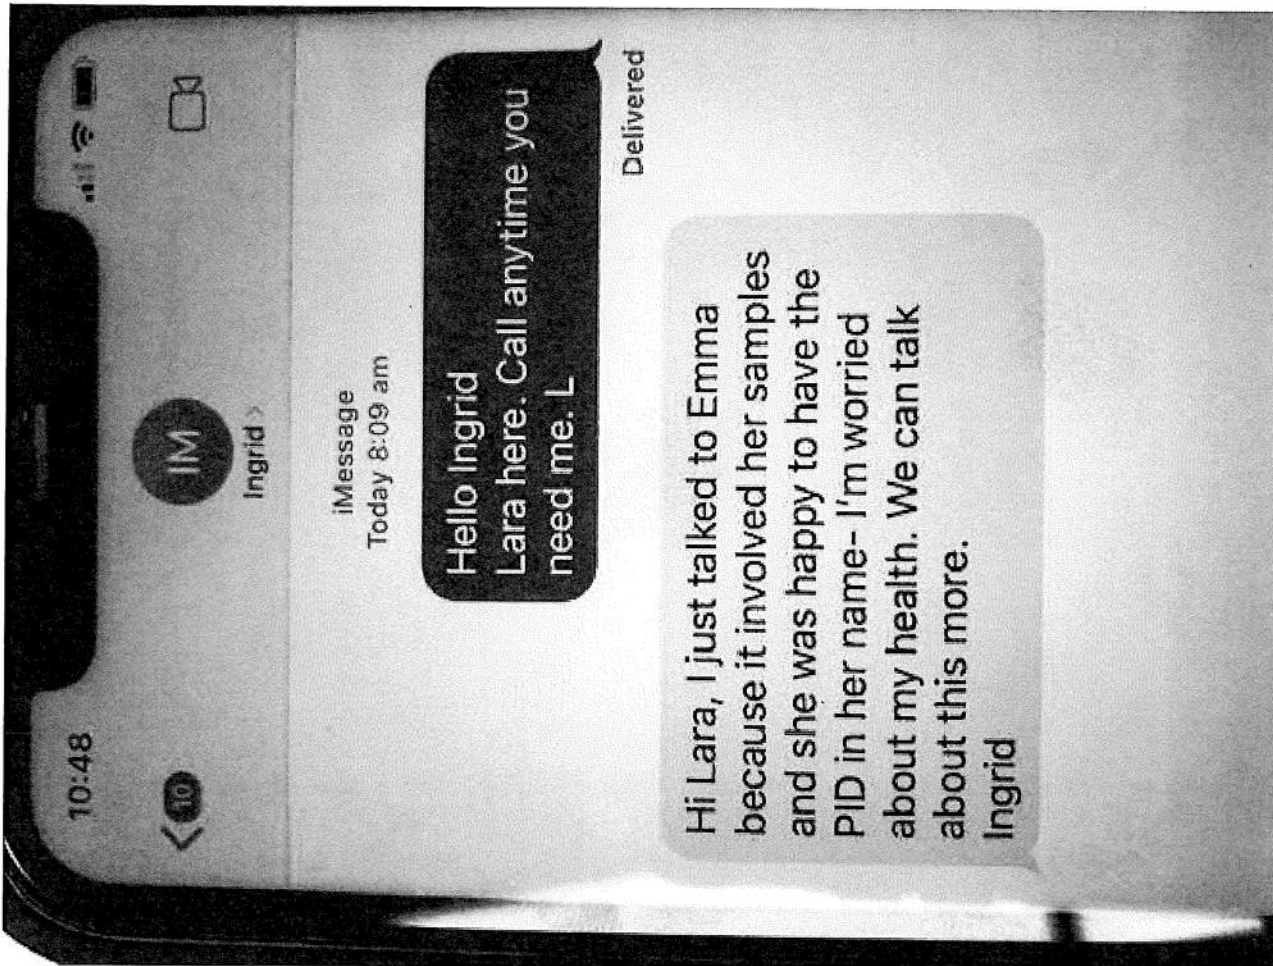 10:48
10
IM
Ingrid >
iMessage
Today 8:09 am
Hello Ingrid
Lara here. Call anytime you
need me. L
Delivered
Hi Lara, I just talked to Emma
because it involved her samples
and she was happy to have the
PID in her name- I'm worried
about my health. We can talk
about this more.
Ingrid